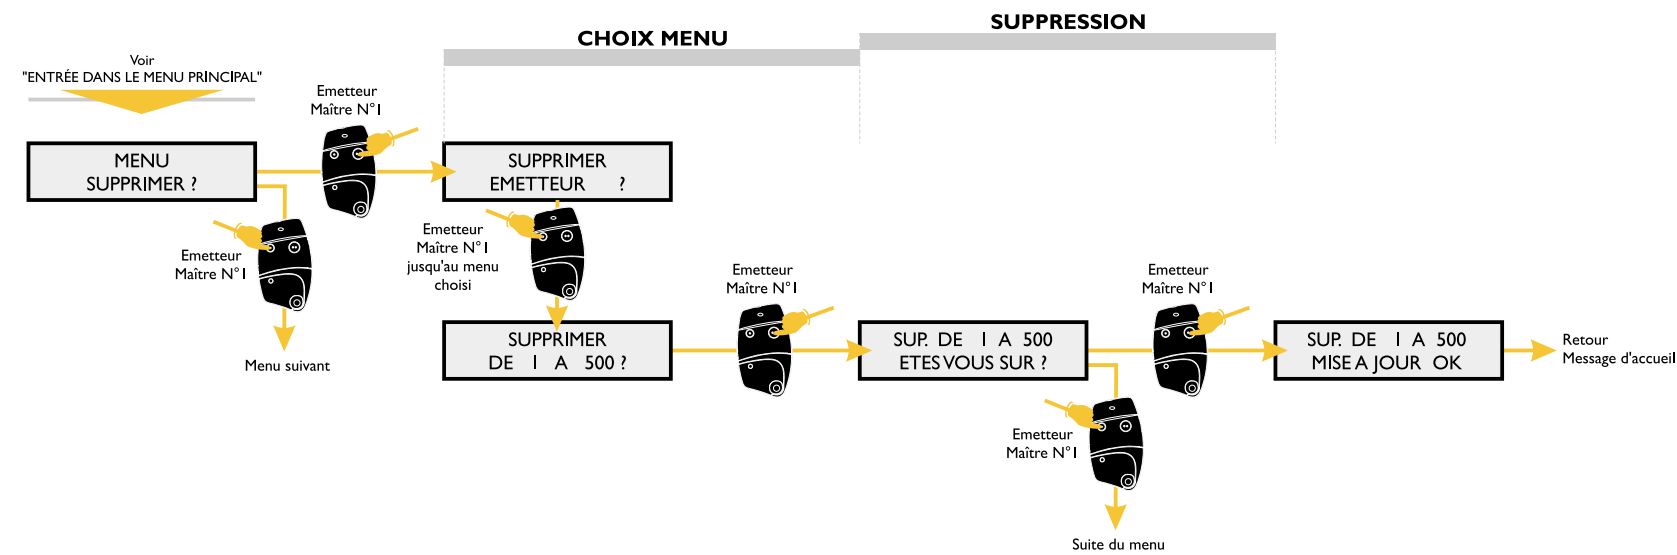 CHOIX MENU
SUPPRESSION
Voir
"ENTRÉE DANS LE MENU PRINCIPAL"
Emetteur
Maître N°1
MENU
SUPPRIMER ?
SUPPRIMER
EMETTEUR ?
Emetteur
Maître N°1
Menu suivant
Emetteur
Maître N°1
jusqu'au menu
choisi
SUPPRIMER
DE 1 A 500 ?
Emetteur
Maître N°1
SUP. DE 1 A 500
ETES VOUS SUR ?
Emetteur
Maître N°1
SUP. DE 1 A 500
MISE A JOUR OK
Retour
Message d'accueil
Emetteur
Maître N°1
Suite du menu